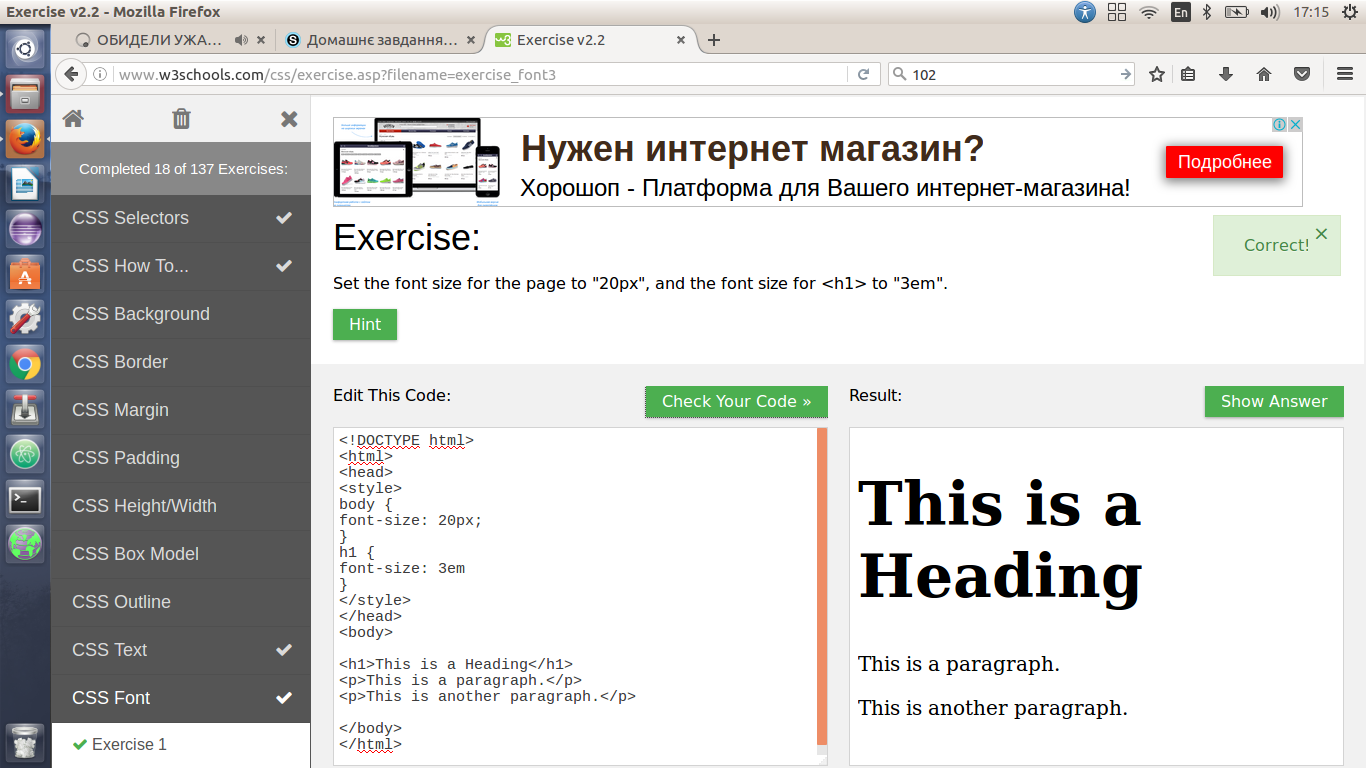 Exercise v2.2 - Mozilla Firefox
En
17:15
ОБИДЕЛИ УЖА...
Домашнє завдання...
Exercise v2.2
www.w3schools.com/css/exercise.asp?filename=exercise_font3
102
Completed 18 of 137 Exercises:
CSS Selectors
CSS How To...
CSS Background
CSS Border
CSS Margin
CSS Padding
CSS Height/Width
CSS Box Model
CSS Outline
CSS Text
CSS Font
Exercise 1
Нужен интернет магазин?
Хорошоп - Платформа для Вашего интернет-магазина!
Подробнее
Exercise:
Correct!
Set the font size for the page to "20px", and the font size for <h1> to "3em".
Hint
Edit This Code:
Check Your Code »
<!DOCTYPE html>
<html>
<head>
<style>
body {
font-size: 20px;
}
h1 {
font-size: 3em
}
</style>
</head>
<body>
<h1>This is a Heading</h1>
<p>This is a paragraph.</p>
<p>This is another paragraph.</p>
</body>
</html>
Result:
Show Answer
This is a
Heading
This is a paragraph.
This is another paragraph.